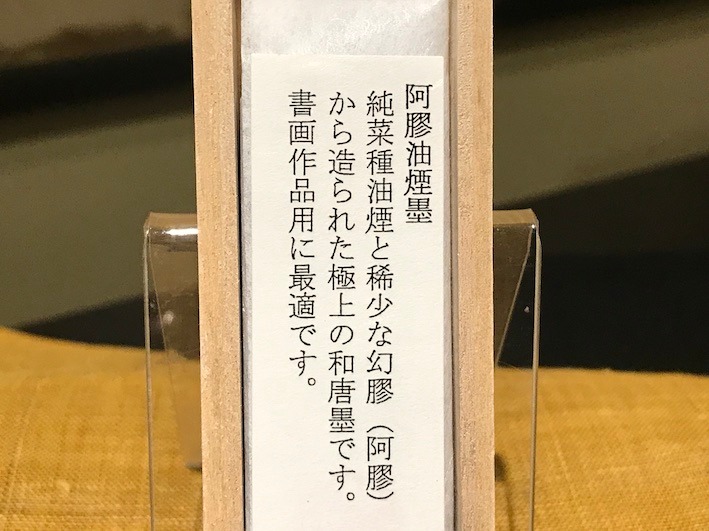 阿膠油煙墨
純菜種油煙と稀少な幻膠（阿膠）
から造られた極上の和唐墨です。
書画作品用に最適です。